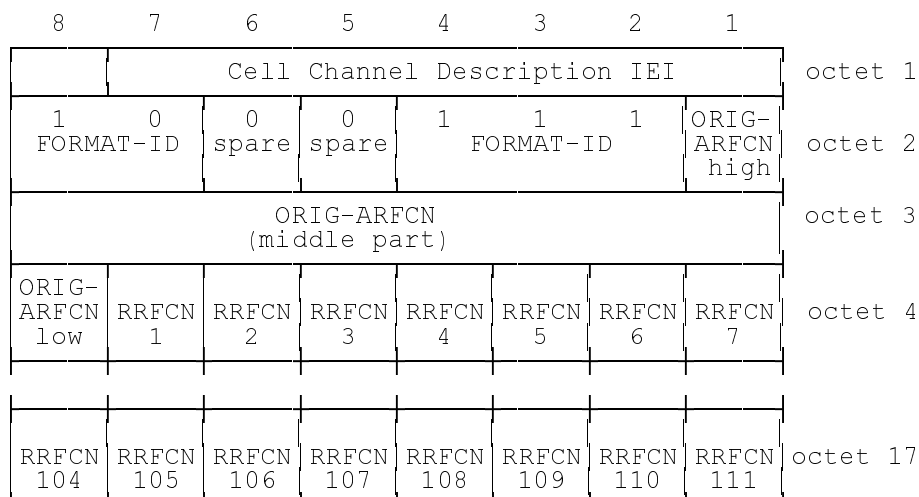 8 7 6 5 4 3 2 1
Cell Channel Description IEI octet 1
1 0 0 0 1 1 1 ORIG-
FORMAT-ID spare spare FORMAT-ID ARFCN octet 2
high
ORIG-ARFCN octet 3
(middle part)
ORIG-
ARFCN RRFCN RRFCN RRFCN RRFCN RRFCN RRFCN RRFCN octet 4
low 1 2 3 4 5 6 7
RRFCN RRFCN RRFCN RRFCN RRFCN RRFCN RRFCN RRFCN octet 17
104 105 106 107 108 109 110 111